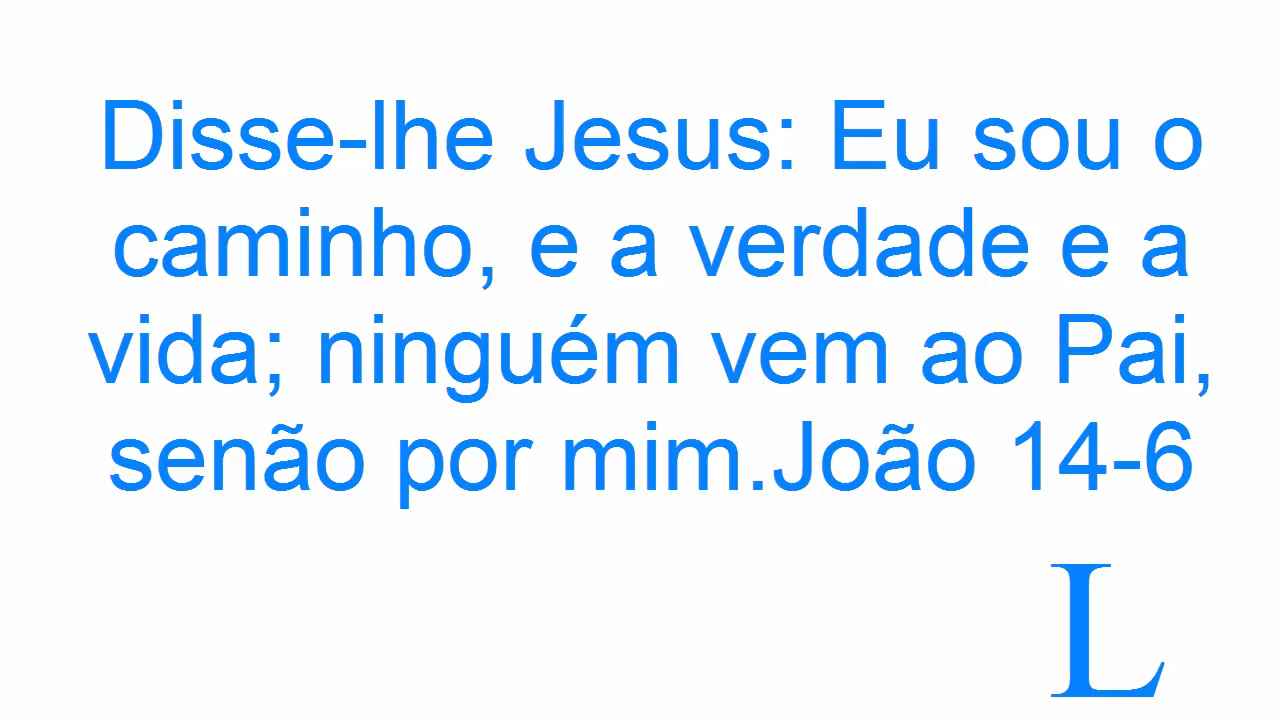 Disse-lhe Jesus: Eu sou o
caminho, e a verdade e a
vida; ninguém vem ao Pai,
senão por mim.João 14-6
L